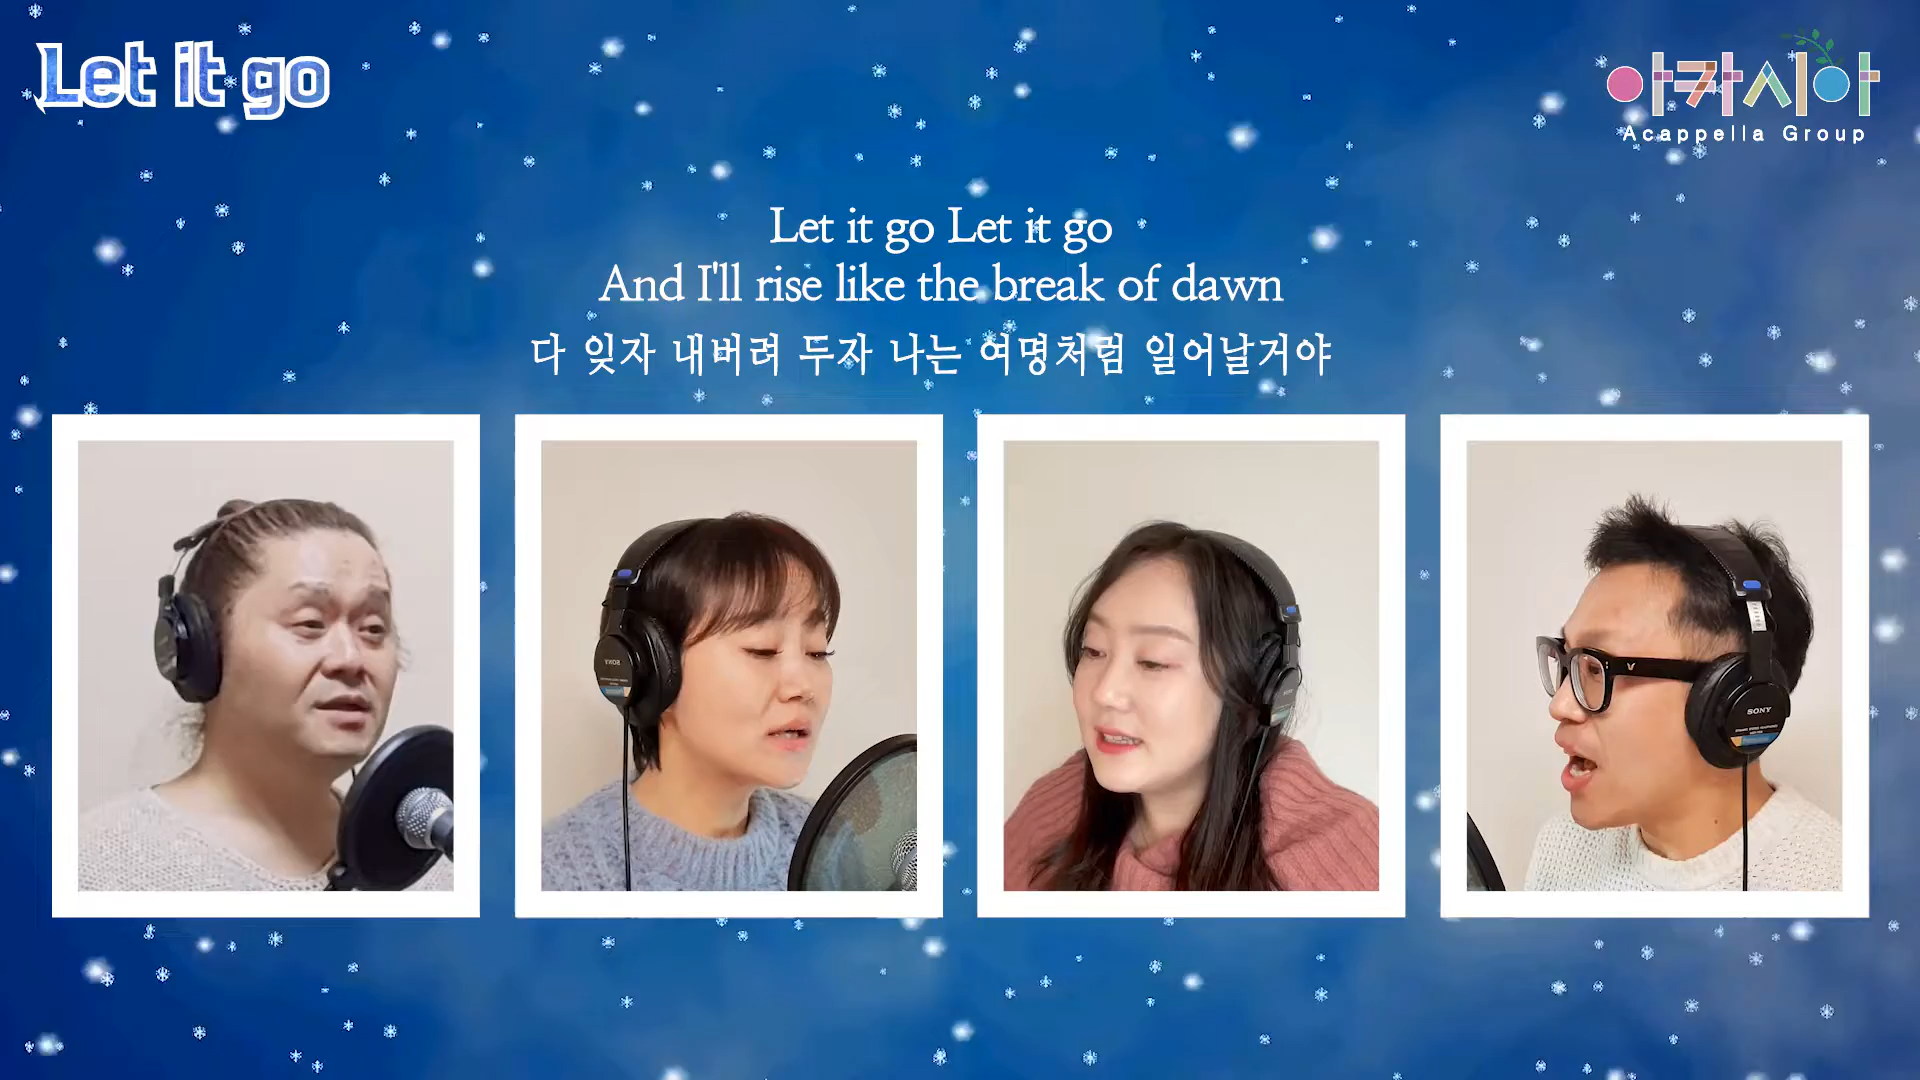 Let it go
아카시아
Acappella Group
Let it go Let it go
And I'll rise like the break of dawn
다 잊자 내버려 두자 나는 여명처럼 일어날거야
SONY
SONY